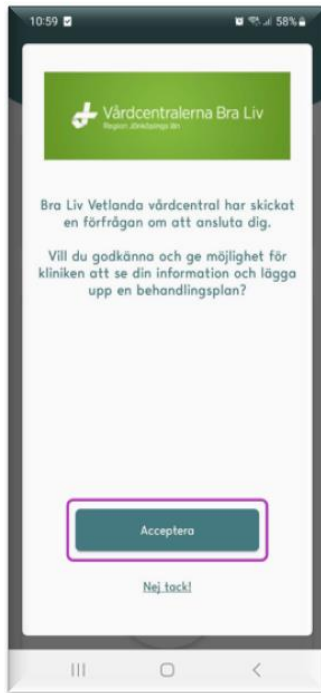 10:59
58%
Vårdcentralerna Bra Liv
Region Jönköpings län
Bra Liv Vetlanda vårdcentral har skickat
en förfrågan om att ansluta dig.
Vill du godkänna och ge möjlighet för
kliniken att se din information och lägga
upp en behandlingsplan?
Acceptera
Nej tack!